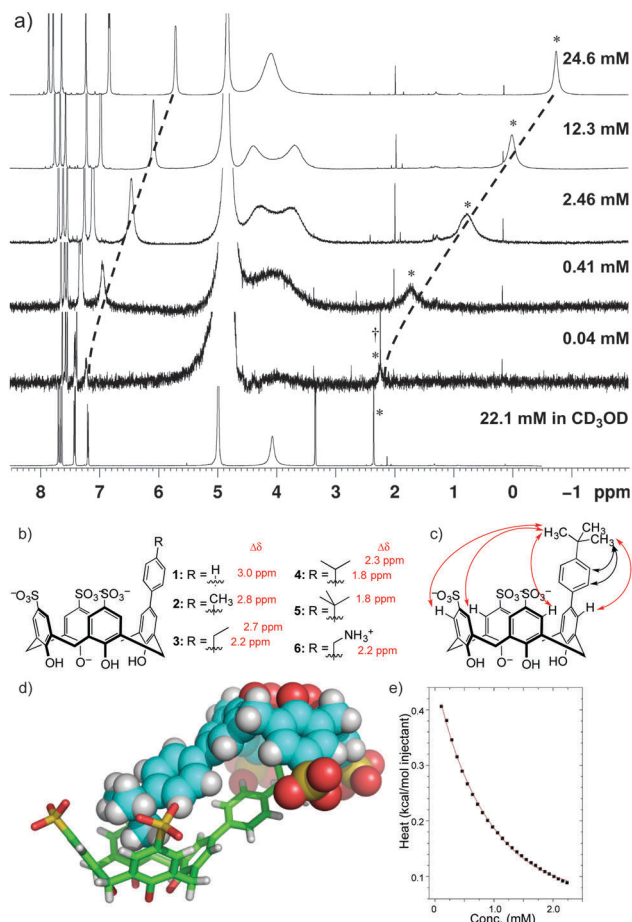 a)
*
24.6 mM
*
12.3 mM
*
2.46 mM
*
0.41 mM
†
*
0.04 mM
22.1 mM in CD₃OD
*
8 7 6 5 4 3 2 1 0 −1 ppm
b)
R
⁻O₃S
SO₃⁻
SO₃⁻
OH
O⁻
OH
HO
Δδ
1: R = H 3.0 ppm
2: R = CH₃ 2.8 ppm
3: R = 2.7 ppm
2.2 ppm
Δδ
4: R = 2.3 ppm
1.8 ppm
5: R = 1.8 ppm
6: R = NH₃⁺
2.2 ppm
c)
H₃C
CH₃
CH₃
⁻O₃S
SO₃⁻
SO₃⁻
H
H
H
H
OH
O⁻
OH
HO
d)
e)
Heat (kcal/mol injectant)
0.4
0.3
0.2
0.1
0.0 1.0 2.0
Conc. (mM)